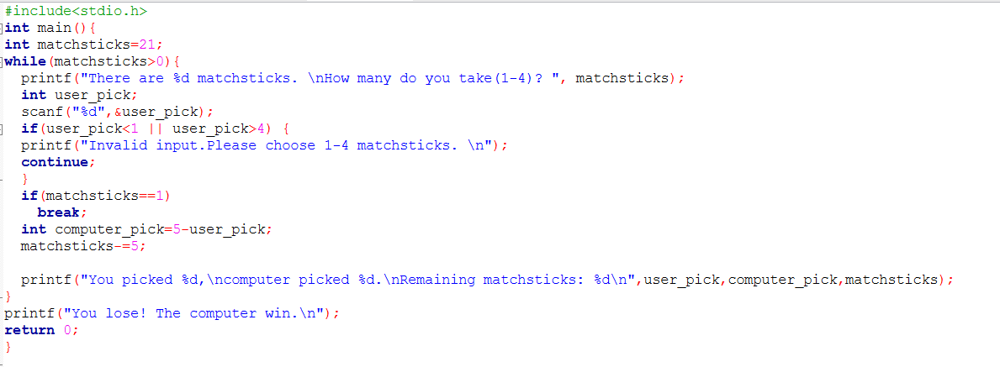 #include<stdio.h>
int main(){
int matchsticks=21;
while(matchsticks>0){
  printf("There are %d matchsticks. \nHow many do you take(1-4)? ", matchsticks);
  int user_pick;
  scanf("%d",&user_pick);
  if(user_pick<1 || user_pick>4) {
  printf("Invalid input.Please choose 1-4 matchsticks. \n");
  continue;
  }
  if(matchsticks==1)
    break;
  int computer_pick=5-user_pick;
  matchsticks-=5;

  printf("You picked %d,\ncomputer picked %d.\nRemaining matchsticks: %d\n",user_pick,computer_pick,matchsticks);
}
printf("You lose! The computer win.\n");
return 0;
}